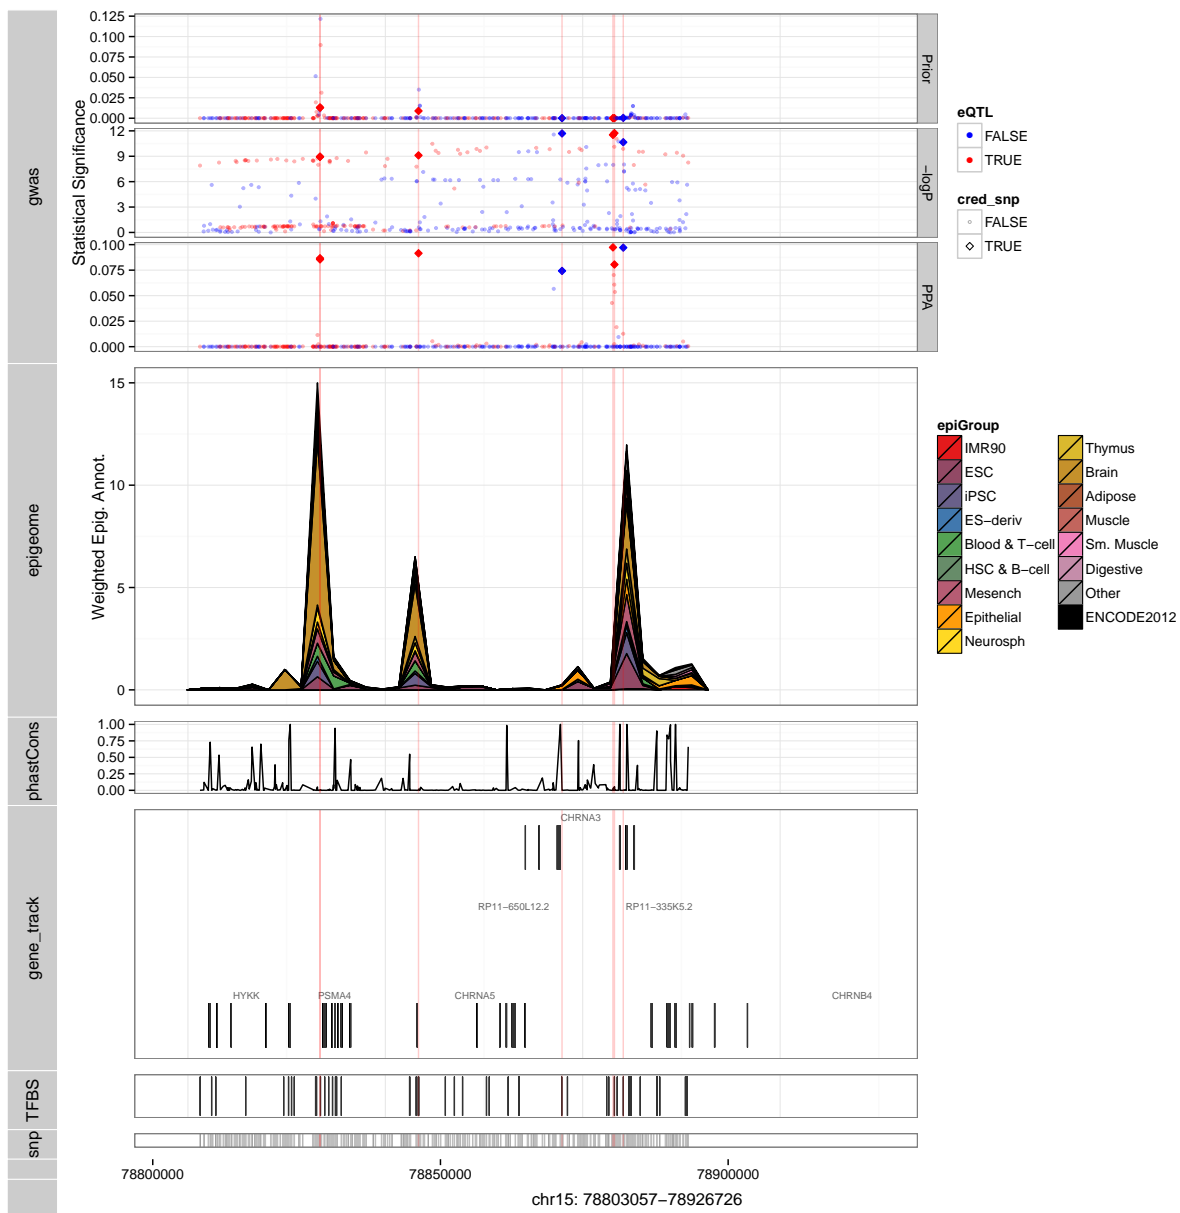 gwas
Statistical Significance
0.125
0.100
0.075
0.050
0.025
0.000
Prior
12
9
6
3
0
−logP
0.100
0.075
0.050
0.025
0.000
PPA
eQTL
FALSE
TRUE
cred_snp
FALSE
TRUE
epigeome
Weighted Epig. Annot.
15
10
5
0
epiGroup
IMR90
ESC
iPSC
ES−deriv
Blood & T−cell
HSC & B−cell
Mesench
Epithelial
Neurosph
Thymus
Brain
Adipose
Muscle
Sm. Muscle
Digestive
Other
ENCODE2012
phastCons
1.00
0.75
0.50
0.25
0.00
gene_track
CHRNA3
RP11−650L12.2
RP11−335K5.2
HYKK
PSMA4
CHRNA5
CHRNB4
TFBS
snp
78800000
78850000
78900000
chr15: 78803057−78926726